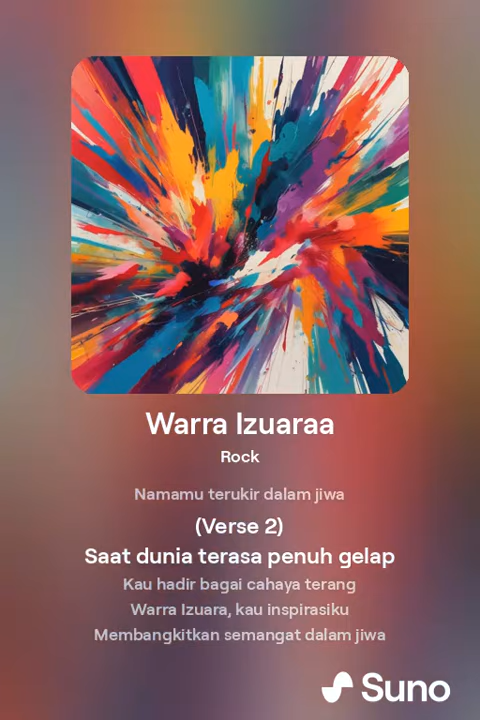 Warra Izuaraa
Rock
Namamu terukir dalam jiwa
(Verse 2)
Saat dunia terasa penuh gelap
Kau hadir bagai cahaya terang
Warra Izuara, kau inspirasiku
Membangkitkan semangat dalam jiwa
Suno